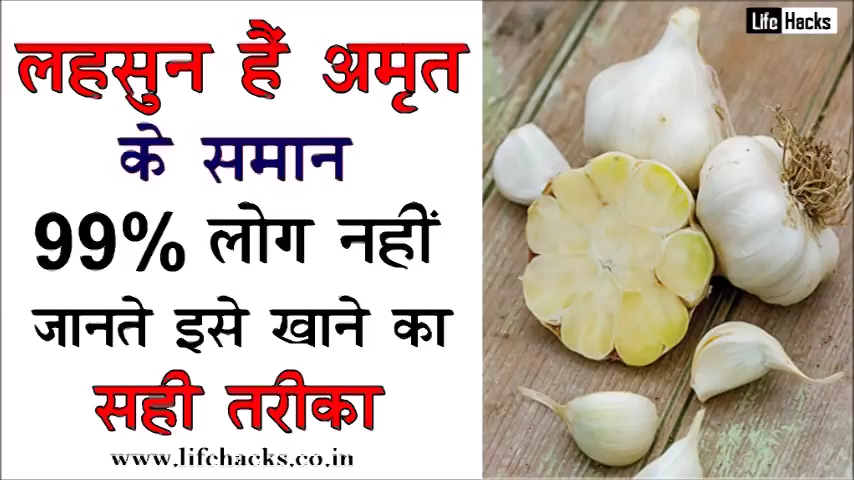 लहसुन हैं अमृत
के समान
99% लोग नहीं
जानते इसे खाने का
सही तरीका
www.lifehacks.co.in
Life Hacks